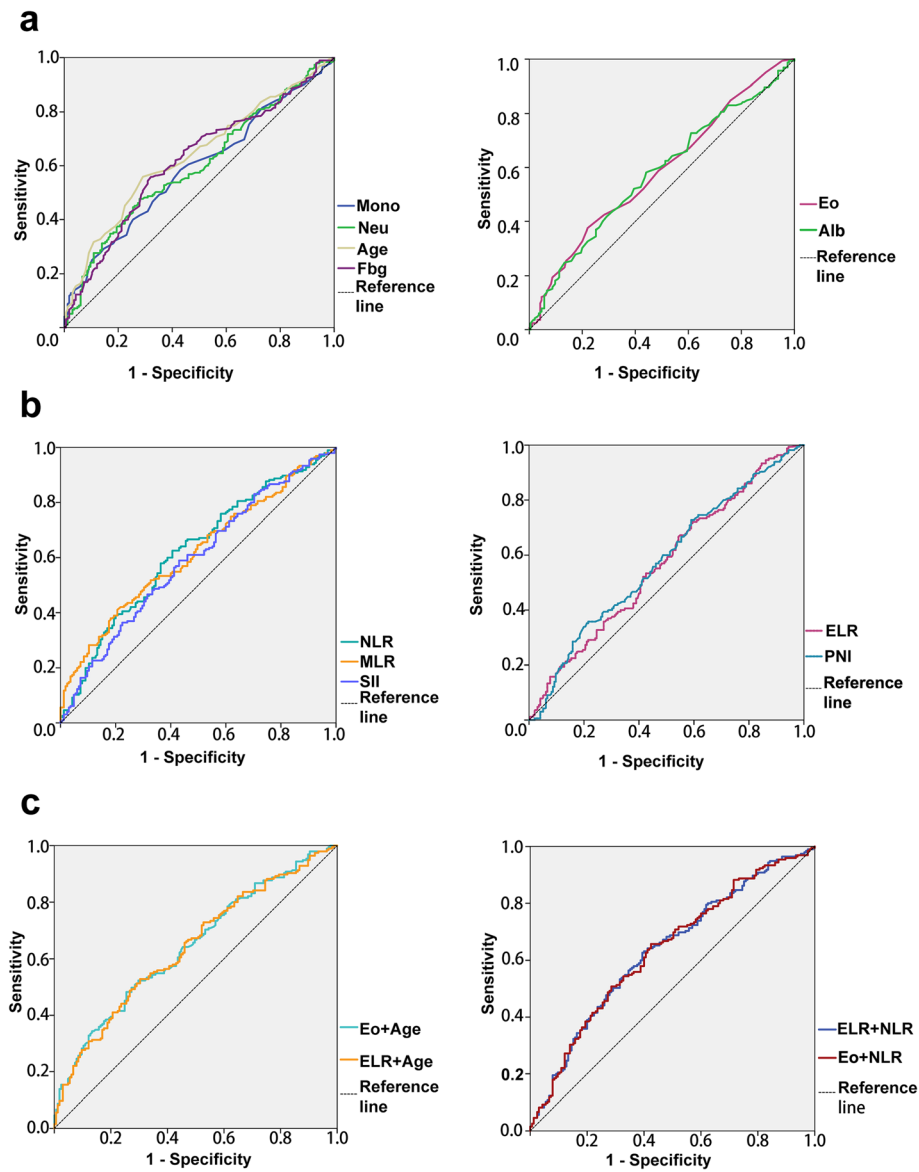 a
1.0
0.8
0.6
0.4
0.2
0.0
Sensitivity
0.2 0.4 0.6 0.8 1.0
1 - Specificity
Mono
Neu
Age
Fbg
Reference
line
1.0
0.8
0.6
0.4
0.2
0.0
Sensitivity
0.2 0.4 0.6 0.8 1.0
1 - Specificity
Eo
Alb
Reference
line
b
1.0
0.8
0.6
0.4
0.2
0.0
Sensitivity
0.2 0.4 0.6 0.8 1.0
1 - Specificity
NLR
MLR
SII
Reference
line
1.0
0.8
0.6
0.4
0.2
0.0
Sensitivity
0.2 0.4 0.6 0.8 1.0
1 - Specificity
ELR
PNI
Reference
line
c
1.0
0.8
0.6
0.4
0.2
0.0
Sensitivity
0.2 0.4 0.6 0.8 1.0
1 - Specificity
Eo+Age
ELR+Age
Reference
line
1.0
0.8
0.6
0.4
0.2
0.0
Sensitivity
0.2 0.4 0.6 0.8 1.0
1 - Specificity
ELR+NLR
Eo+NLR
Reference
line